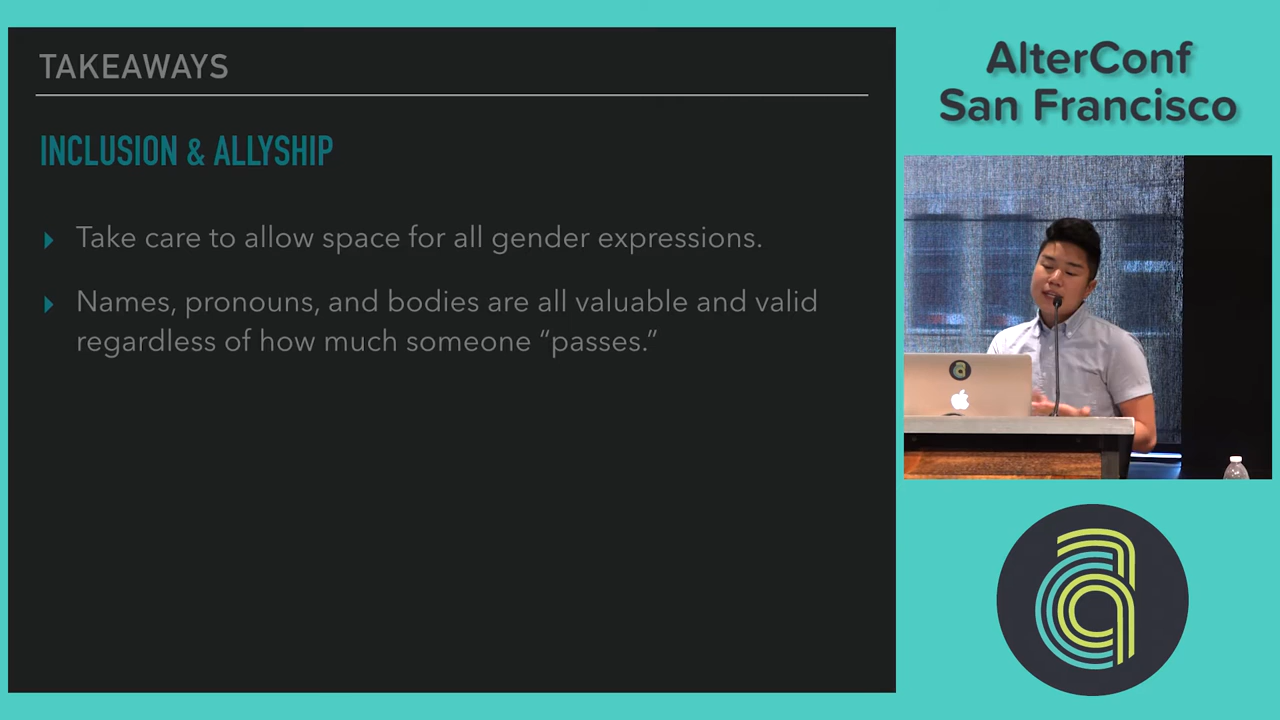 TAKEAWAYS
INCLUSION & ALLYSHIP
Take care to allow space for all gender expressions.
Names, pronouns, and bodies are all valuable and valid
regardless of how much someone “passes.”
AlterConf
San Francisco